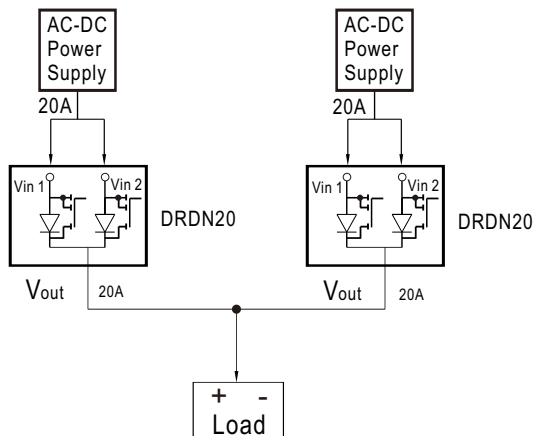 AC-DC
Power
Supply
20A
Vin 1
Vin 2
DRDN20
Vout
20A
AC-DC
Power
Supply
20A
Vin 1
Vin 2
DRDN20
Vout
20A
+ -
Load